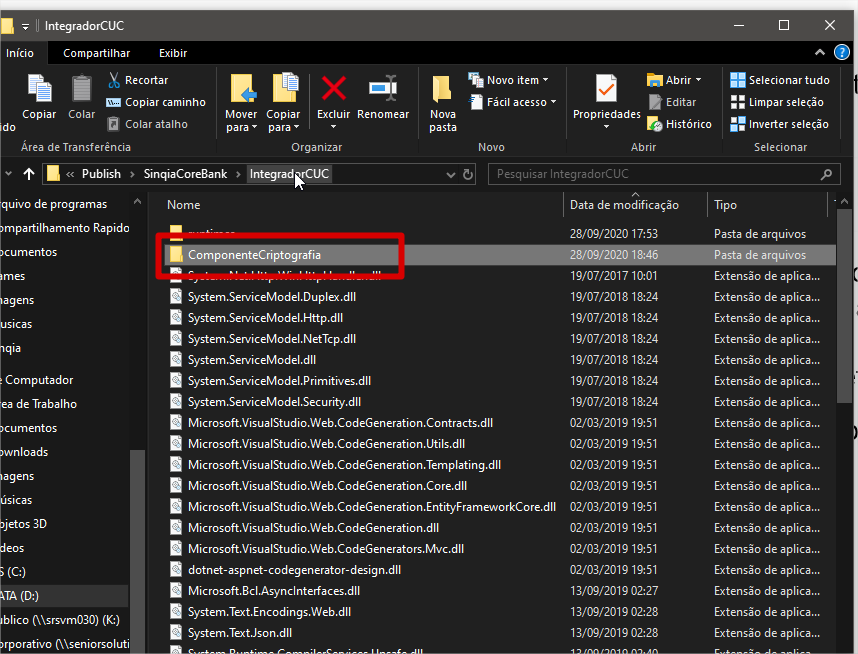 IntegradorCUC
Início Compartilhar Exibir
Copiar
Colar
Recortar
Copiar caminho
Colar atalho
Mover para
Copiar para
Excluir
Renomear
Nova pasta
Novo item
Fácil acesso
Propriedades
Abrir
Editar
Histórico
Selecionar tudo
Limpar seleção
Inverter seleção
ido
Área de Transferência Organizar Novo Abrir Selecionar
« Publish › SinqiaCoreBank › IntegradorCUC
Pesquisar IntegradorCUC
rquivo de programas
ompartilhamento Rapido
ocumentos
ames
nagens
usicas
nqia
e Computador
rea de Trabalho
ocumentos
ownloads
nagens
úsicas
bjetos 3D
deos
S (C:)
ATA (D:)
ublico (\\srsvm030) (K:)
orporativo (\\seniorsoluti
Nome Data de modificação Tipo
runtimes 28/09/2020 17:53 Pasta de arquivos
ComponenteCriptografia 28/09/2020 18:46 Pasta de arquivos
System.Net.Http.WinHttpHandler.dll 19/07/2017 10:01 Extensão de aplica...
System.ServiceModel.Duplex.dll 19/07/2018 18:24 Extensão de aplica...
System.ServiceModel.Http.dll 19/07/2018 18:24 Extensão de aplica...
System.ServiceModel.NetTcp.dll 19/07/2018 18:24 Extensão de aplica...
System.ServiceModel.dll 19/07/2018 18:24 Extensão de aplica...
System.ServiceModel.Primitives.dll 19/07/2018 18:24 Extensão de aplica...
System.ServiceModel.Security.dll 19/07/2018 18:24 Extensão de aplica...
Microsoft.VisualStudio.Web.CodeGeneration.Contracts.dll 02/03/2019 19:51 Extensão de aplica...
Microsoft.VisualStudio.Web.CodeGeneration.Utils.dll 02/03/2019 19:51 Extensão de aplica...
Microsoft.VisualStudio.Web.CodeGeneration.Templating.dll 02/03/2019 19:51 Extensão de aplica...
Microsoft.VisualStudio.Web.CodeGeneration.Core.dll 02/03/2019 19:51 Extensão de aplica...
Microsoft.VisualStudio.Web.CodeGeneration.EntityFrameworkCore.dll 02/03/2019 19:51 Extensão de aplica...
Microsoft.VisualStudio.Web.CodeGeneration.dll 02/03/2019 19:51 Extensão de aplica...
Microsoft.VisualStudio.Web.CodeGenerators.Mvc.dll 02/03/2019 19:51 Extensão de aplica...
dotnet-aspnet-codegenerator-design.dll 02/03/2019 19:51 Extensão de aplica...
Microsoft.Bcl.AsyncInterfaces.dll 13/09/2019 02:27 Extensão de aplica...
System.Text.Encodings.Web.dll 13/09/2019 02:28 Extensão de aplica...
System.Text.Json.dll 13/09/2019 02:28 Extensão de aplica...
System.Runtime.CompilerServices.Unsafe.dll 13/09/2019 02:40 Extensão de aplica...